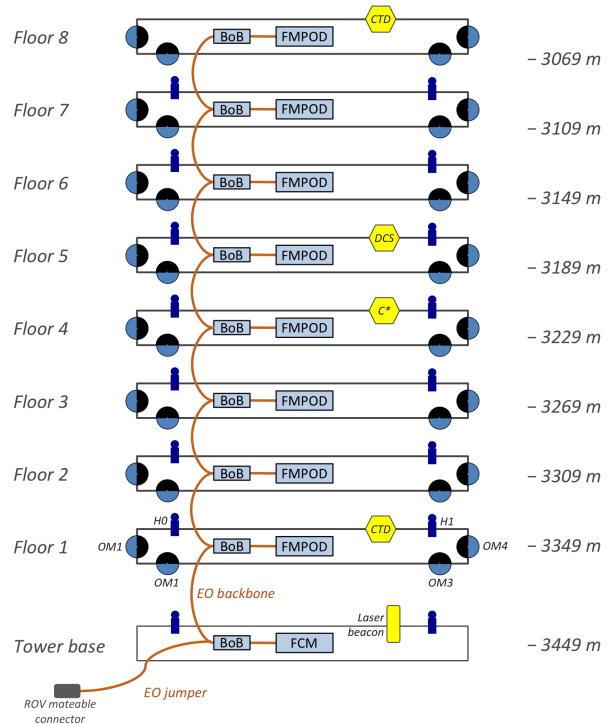 CTD
Floor 8
BoB
FMPOD
– 3069 m
Floor 7
BoB
FMPOD
– 3109 m
Floor 6
BoB
FMPOD
– 3149 m
DCS
Floor 5
BoB
FMPOD
– 3189 m
C*
Floor 4
BoB
FMPOD
– 3229 m
Floor 3
BoB
FMPOD
– 3269 m
Floor 2
BoB
FMPOD
– 3309 m
H0
CTD
H1
Floor 1
OM1
BoB
FMPOD
OM4
– 3349 m
OM1
OM3
EO backbone
Laser
beacon
Tower base
BoB
FCM
– 3449 m
EO jumper
ROV mateable
connector